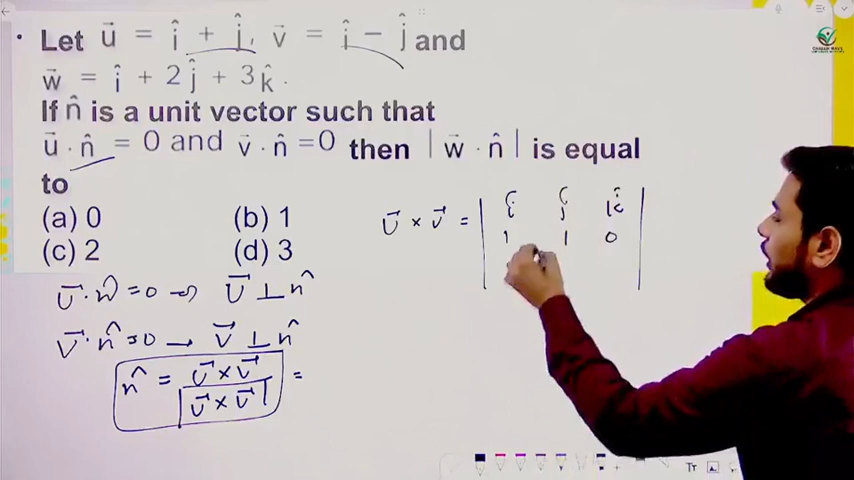 • Let u⃗ = î + ĵ, v⃗ = î − ĵ and
w⃗ = î + 2ĵ + 3k̂.
If n̂ is a unit vector such that
u⃗ · n̂ = 0 and v⃗ · n̂ =0 then | w⃗ · n̂ | is equal
to
(a) 0 (b) 1
(c) 2 (d) 3
u⃗ × v⃗ = | î ĵ k̂
1 1 0 |
u⃗ · n̂ = 0 → u⃗ ⊥ n̂
v⃗ · n̂ = 0 → v⃗ ⊥ n̂
n̂ = u⃗ × v⃗ / |u⃗ × v⃗| =
Tт